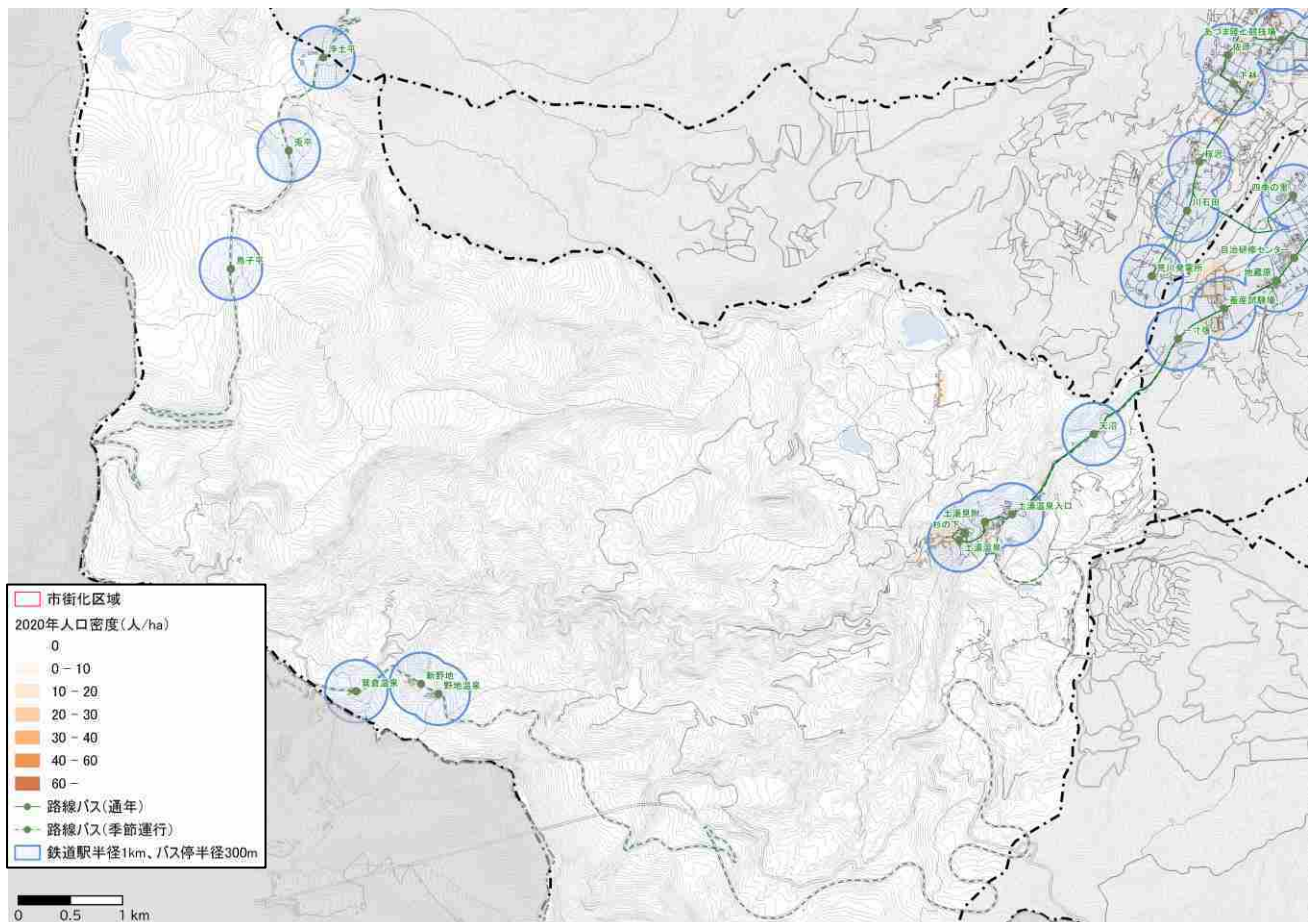 浄土平
兎平
鳥子平
あづま陸上競技場
佐原
下林
桜沢
川石田
四季の里
自治研修センター
荒川発電所
地蔵原
畜産試験場
天沼
土湯温泉入口
土湯見附
杉の下
土湯温泉
鷲倉温泉
新野地
野地温泉
市街化区域
2020年人口密度(人/ha)
0
0 - 10
10 - 20
20 - 30
30 - 40
40 - 60
60 -
路線バス(通年)
路線バス(季節運行)
鉄道駅半径1km、バス停半径300m
0 0.5 1 km